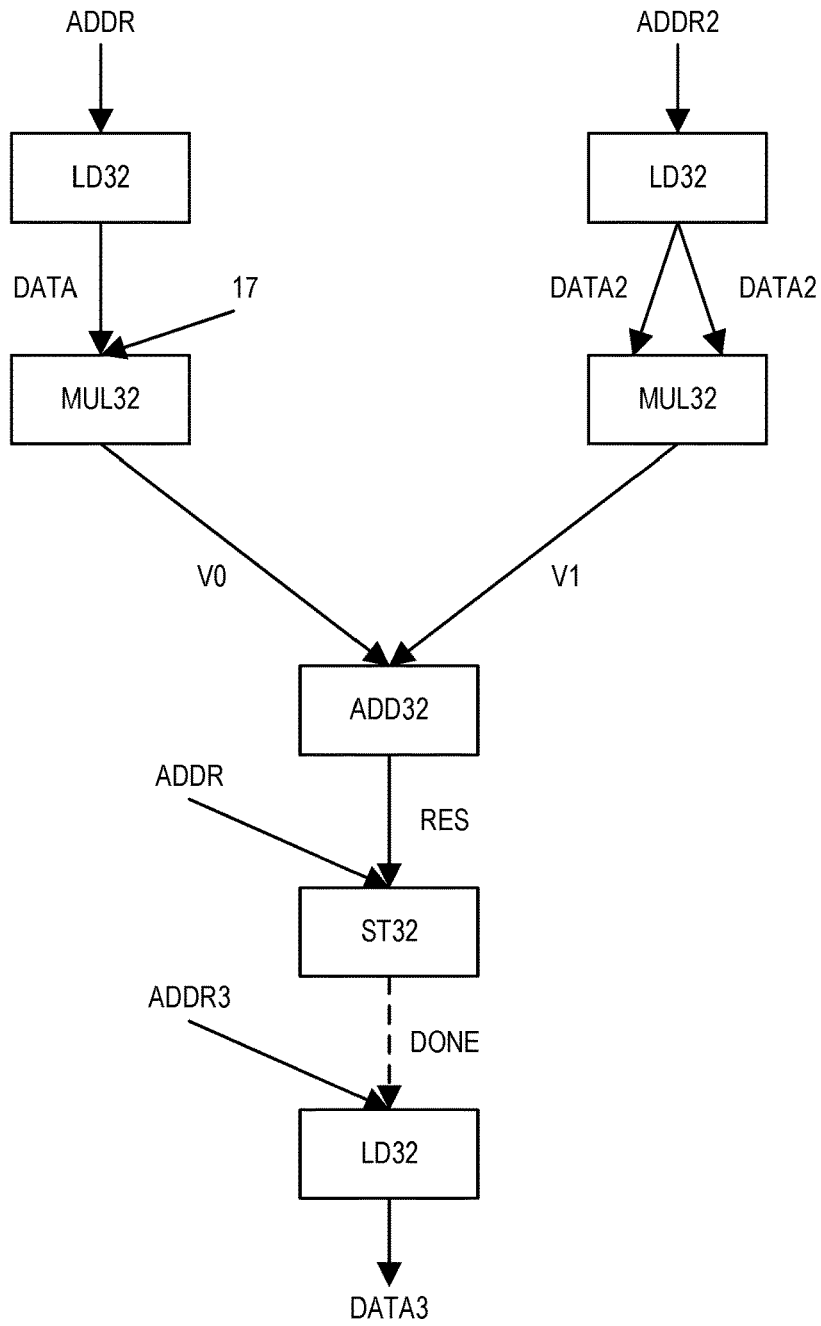 ADDR ADDR2
LD32 LD32
DATA 17 DATA2 DATA2
MUL32 MUL32
V0 V1
ADD32
ADDR
RES
ST32
ADDR3
DONE
LD32
DATA3